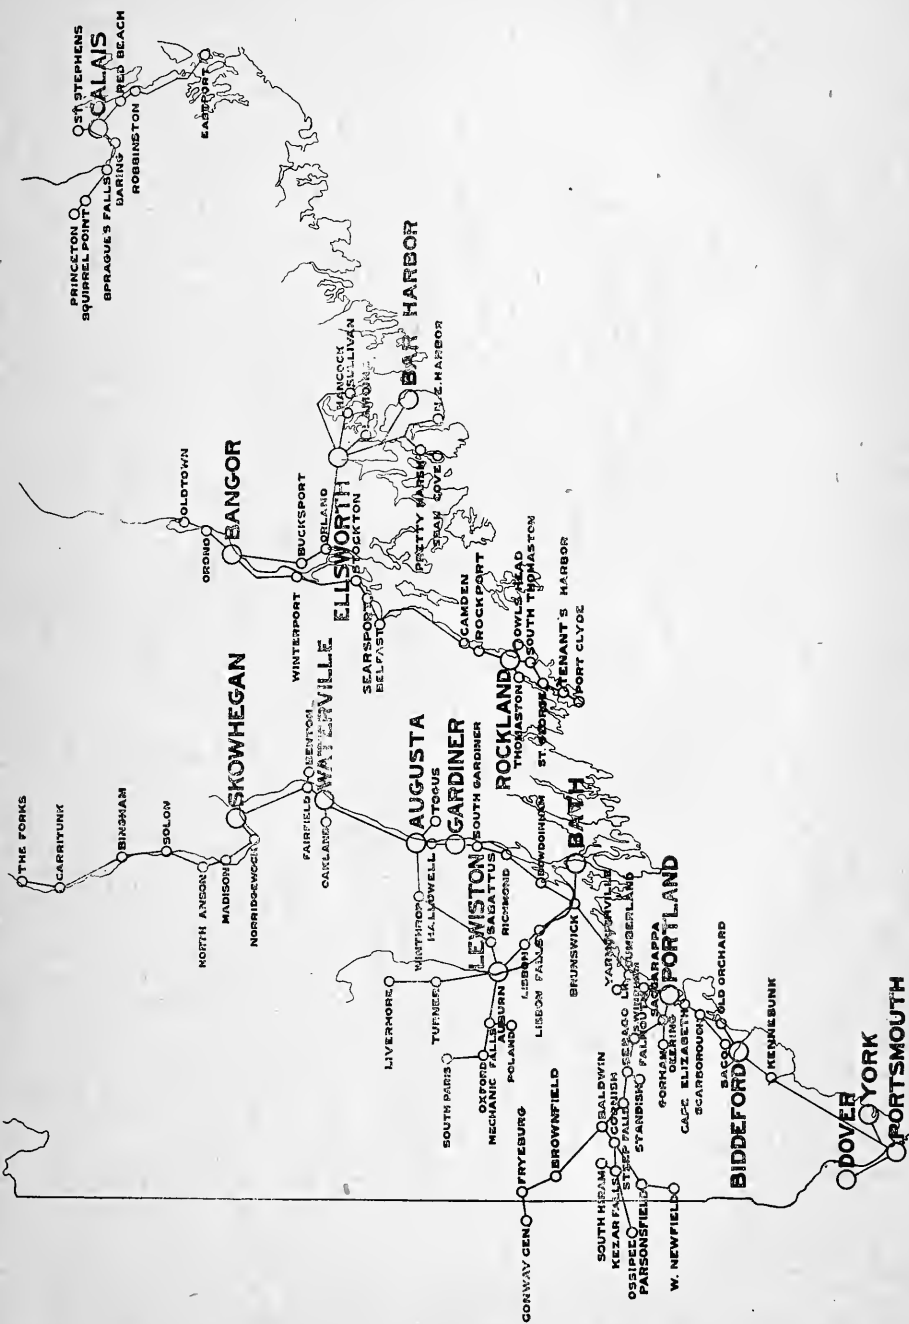 ST. STEPHENS
CALAIS
RED BEACH
PRINCETON
SQUIRREL POINT
SPRAGUE'S FALLS
BARING
ROBBINSTON
EASTPORT
OLDTOWN
ORONO
BANGOR
BUCKSPORT
ORLAND
WINTERPORT
ELLSWORTH
STOCKTON
HANCOCK
SULLIVAN
BAR HARBOR
N.E. HARBOR
PRETTY MARSH
COVE
SEARSPORT
BELFAST
CAMDEN
ROCKPORT
ROCKLAND
OWLS HEAD
SOUTH THOMASTON
THOMASTON
ST. GEORGE
TENANT'S HARBOR
PORT CLYDE
THE FORKS
CARRITUNK
BINGHAM
SOLON
NORTH ANSON
MADISON
NORRIDGEWOCK
SKOWHEGAN
FAIRFIELD
BENTON
OAKLAND
WATERVILLE
AUGUSTA
TOGUS
GARDINER
SOUTH GARDINER
WINTHROP
HALLOWELL
LEWISTON
SABATTUS
RICHMOND
BOWDOINHAM
BATH
LIVERMORE
TURNER
AUBURN
LISBON
LISBON FALLS
BRUNSWICK
SOUTH PARIS
OXFORD
MECHANIC FALLS
POLAND
YARMOUTHVILLE
CUMBERLAND
FALMOUTH
SACCARAPPA
PORTLAND
GORHAM
DEERING
CAPE ELIZABETH
SCARBOROUGH
OLD ORCHARD
SACO
BIDDEFORD
KENNEBUNK
FRYEBURG
BROWNFIELD
BALDWIN
CORNISH
STEEP FALLS
STANDISH
CONWAY CEN
SOUTH HIRAM
KEZAR FALLS
OSSIPEE
PARSONSFIELD
W. NEWFIELD
DOVER
YORK
PORTSMOUTH